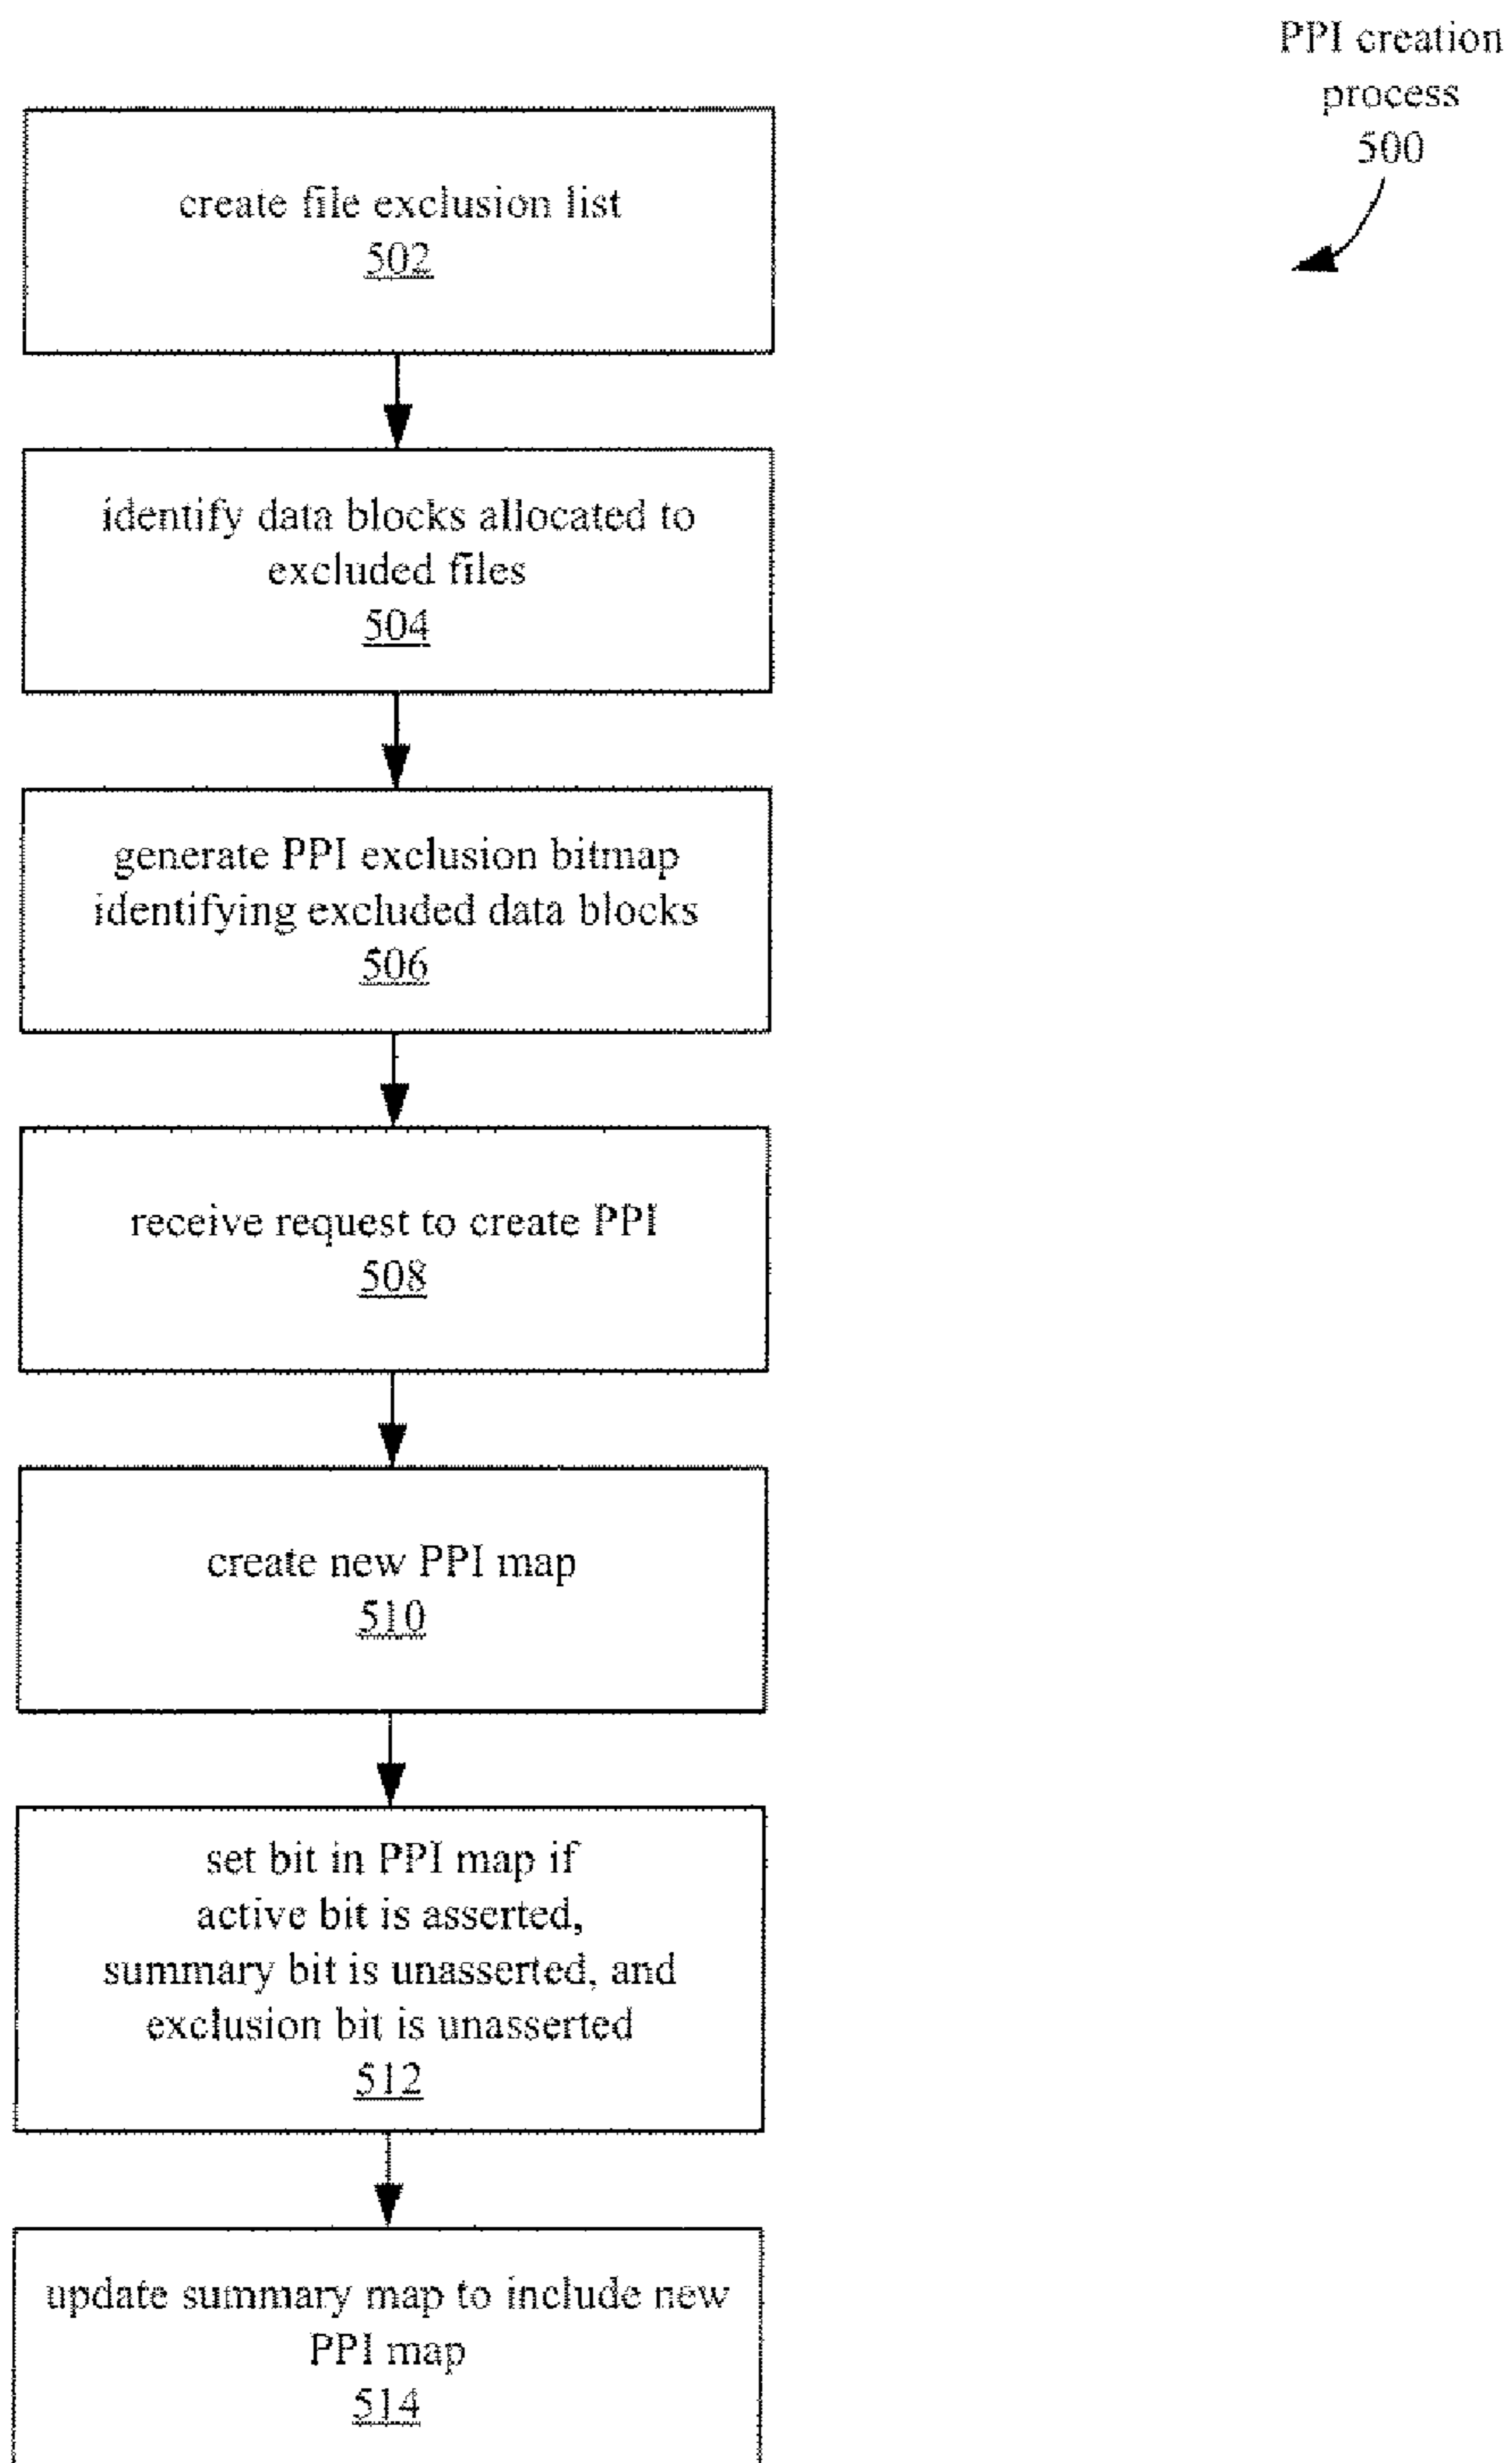 PPI creation
process
500
create file exclusion list
502
identify data blocks allocated to
excluded files
504
generate PPI exclusion bitmap
identifying excluded data blocks
506
receive request to create PPI
508
create new PPI map
510
set bit in PPI map if
active bit is asserted,
summary bit is unasserted, and
exclusion bit is unasserted
512
update summary map to include new
PPI map
514